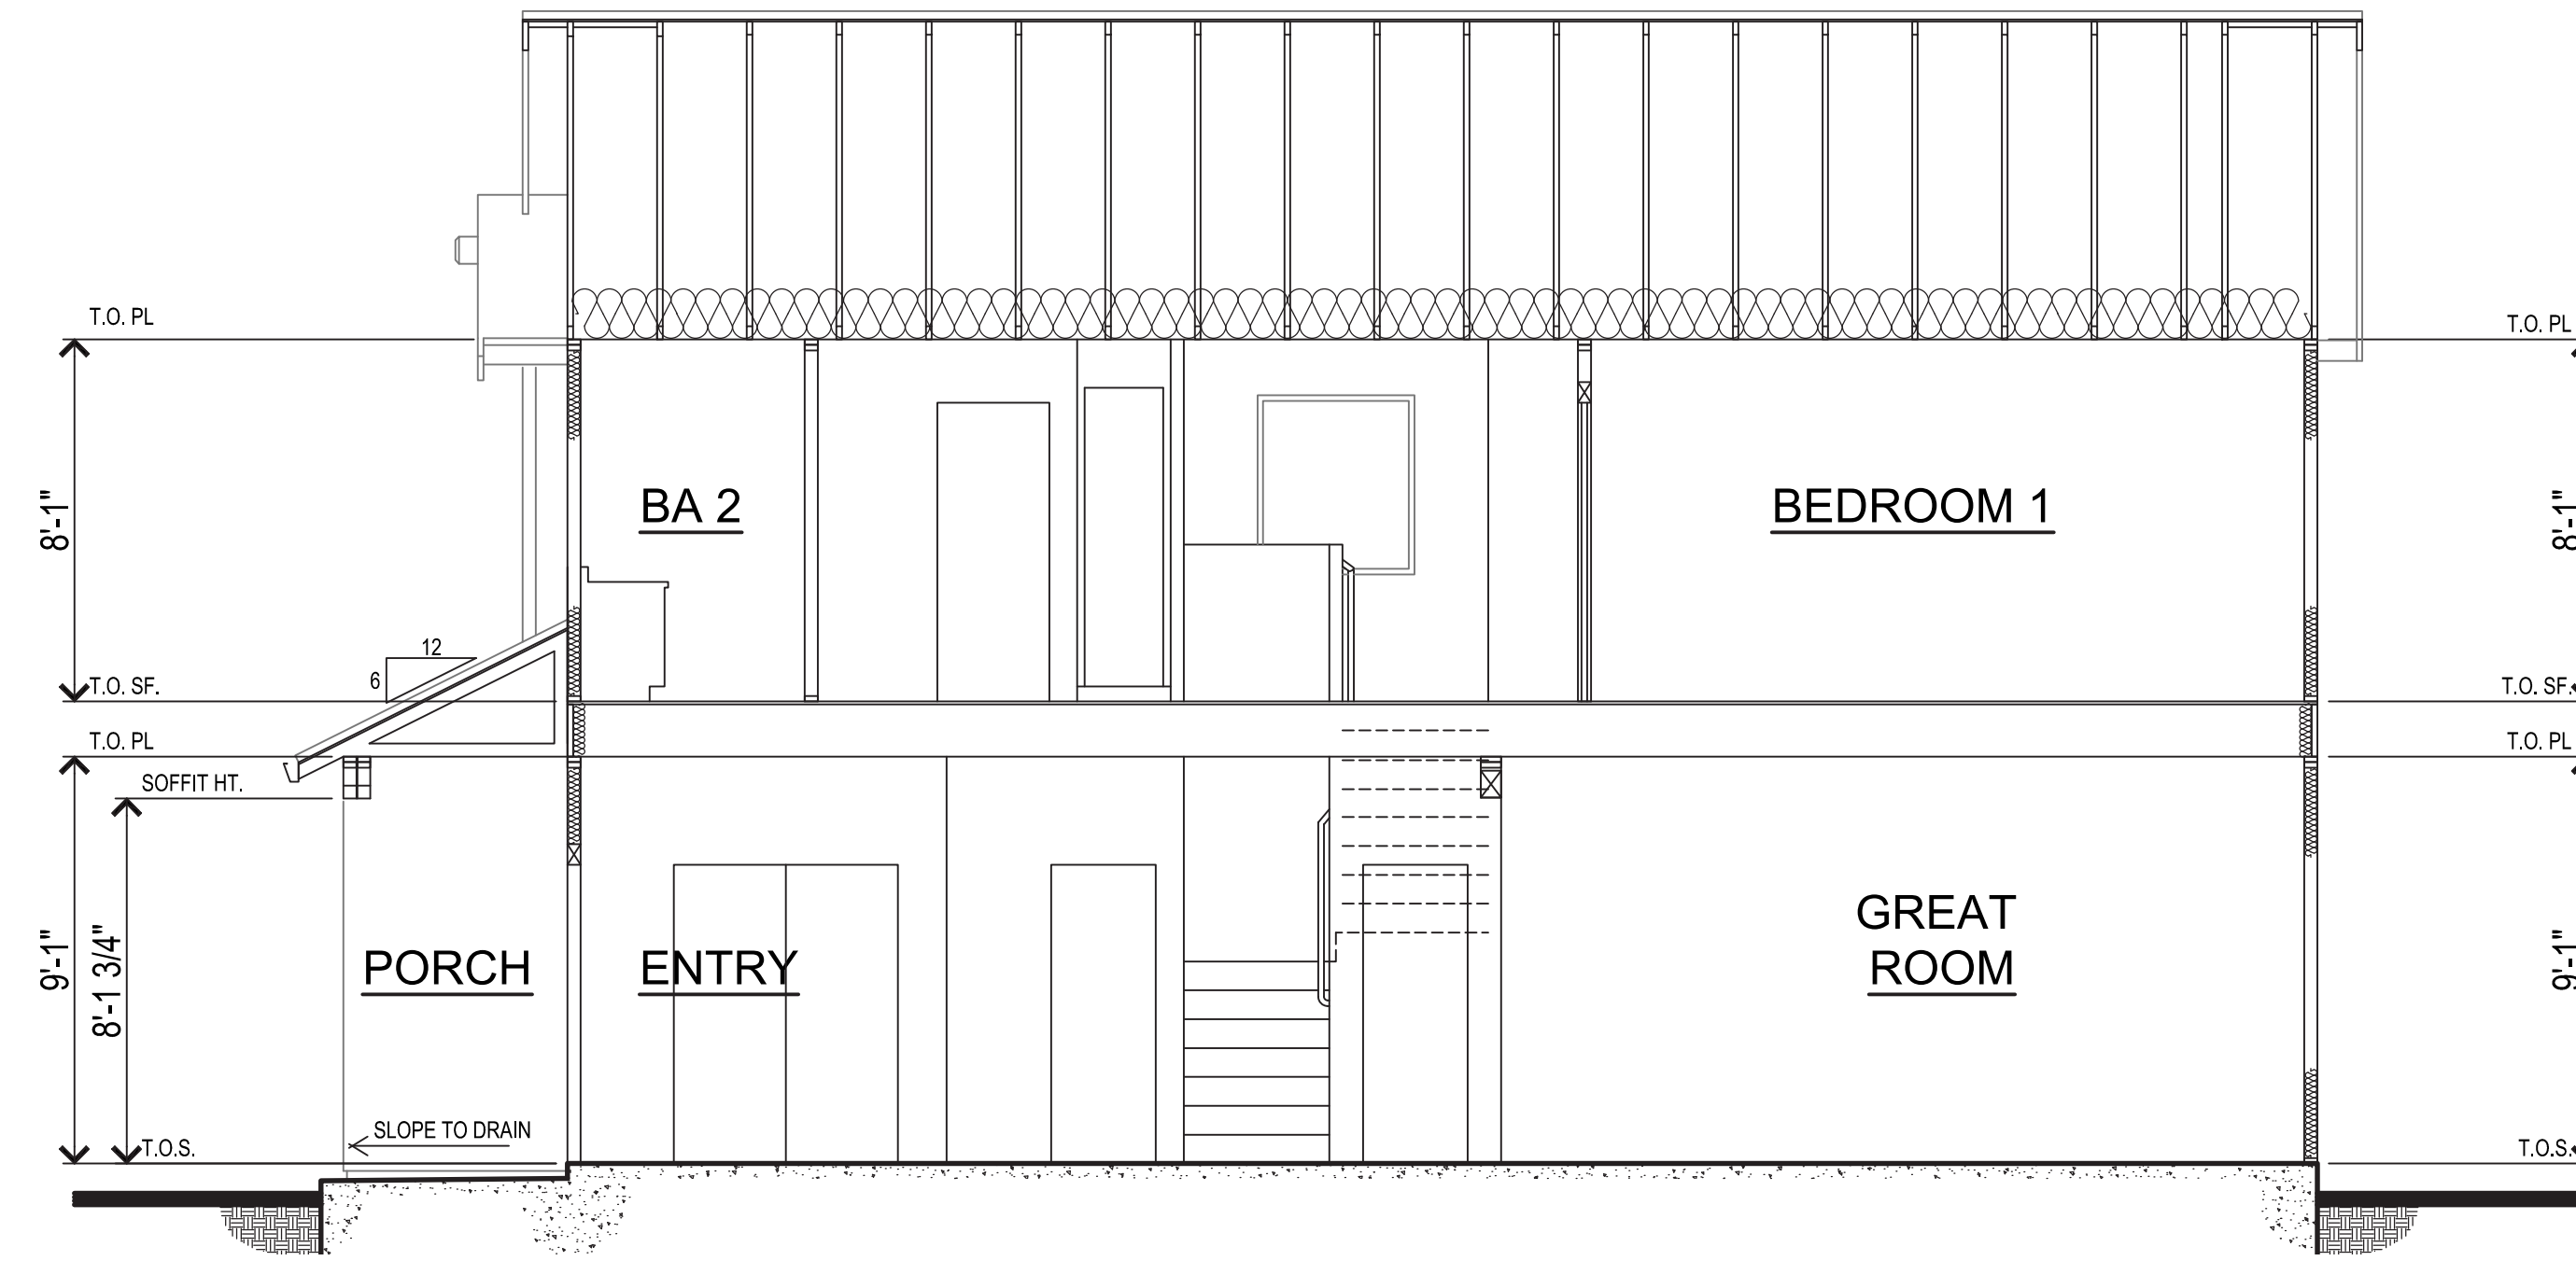 T.O. PL
T.O. PL
8'-1"
BA 2
BEDROOM 1
8'-1"
12
6
T.O. SF.
T.O. SF.
T.O. PL
T.O. PL
SOFFIT HT.
9'-1"
8'-1 3/4"
PORCH
ENTRY
GREAT
ROOM
9'-1"
SLOPE TO DRAIN
T.O.S.
T.O.S.